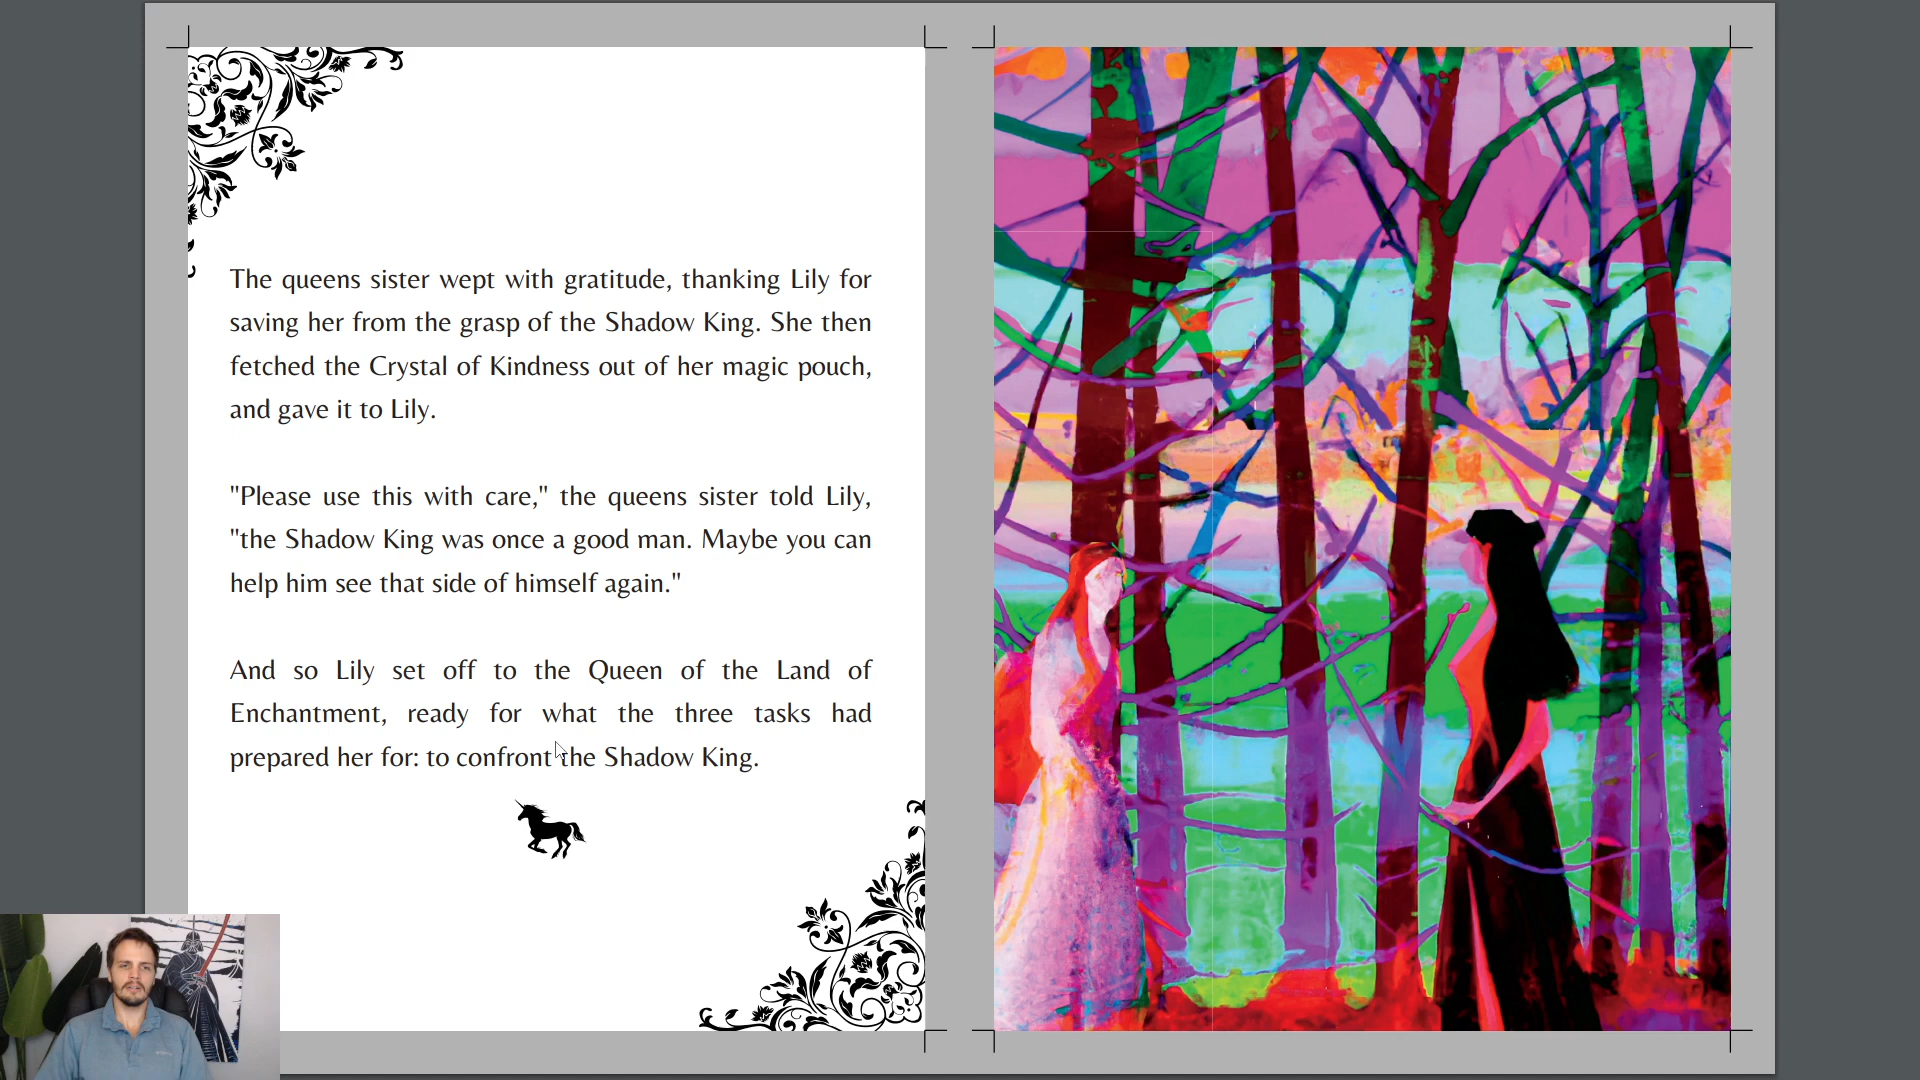 The queens sister wept with gratitude, thanking Lily for
saving her from the grasp of the Shadow King. She then
fetched the Crystal of Kindness out of her magic pouch,
and gave it to Lily.
"Please use this with care," the queens sister told Lily,
"the Shadow King was once a good man. Maybe you can
help him see that side of himself again."
And so Lily set off to the Queen of the Land of
Enchantment, ready for what the three tasks had
prepared her for: to confront the Shadow King.